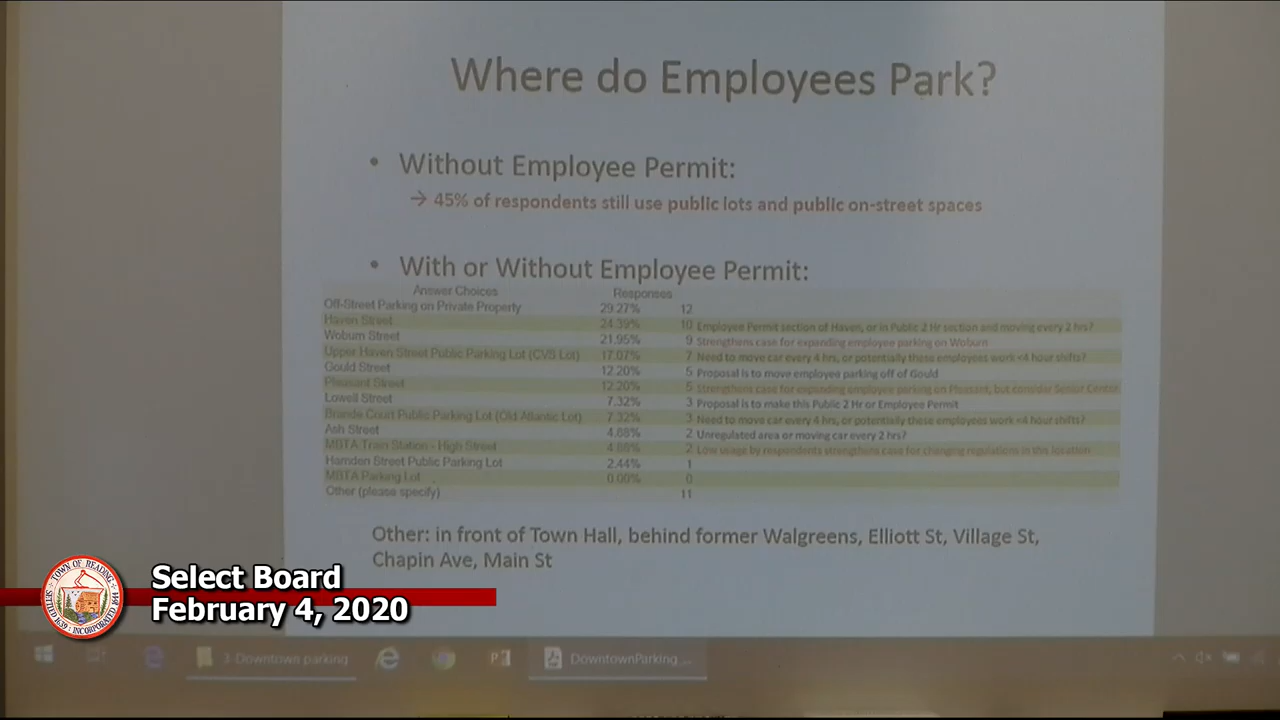 Where do Employees Park?
• Without Employee Permit:
→ 45% of respondents still use public lots and public on-street spaces
• With or Without Employee Permit:
Answer Choices Responses
Off-Street Parking on Private Property 29.27% 12
Haven Street 24.39% 10 Employee Permit section of Haven, or in Public 2 Hr section and moving every 2 hrs?
Woburn Street 21.95% 9 Strengthens case for expanding employee parking on Woburn
Upper Haven Street Public Parking Lot (CVS Lot) 17.07% 7 Need to move car every 4 hrs, or potentially these employees work <4 hour shifts?
Gould Street 12.20% 5 Proposal is to move employee parking off of Gould
Pleasant Street 12.20% 5 Strengthens case for expanding employee parking on Pleasant, but consider Senior Center
Lowell Street 7.32% 3 Proposal is to make this Public 2 Hr or Employee Permit
Brande Court Public Parking Lot (Old Atlantic Lot) 7.32% 3 Need to move car every 4 hrs, or potentially these employees work <4 hour shifts?
Ash Street 4.88% 2 Unregulated area or moving car every 2 hrs?
MBTA Train Station - High Street 4.88% 2 Low usage by respondents strengthens case for changing regulations in this location
Hamden Street Public Parking Lot 2.44% 1
MBTA Parking Lot 0.00% 0
Other (please specify) 11
Other: in front of Town Hall, behind former Walgreens, Elliott St, Village St,
Chapin Ave, Main St
TOWN OF READING
SETTLED 1639 INCORPORATED 1644
Select Board
February 4, 2020
3-Downtown parking
DowntownParking ...